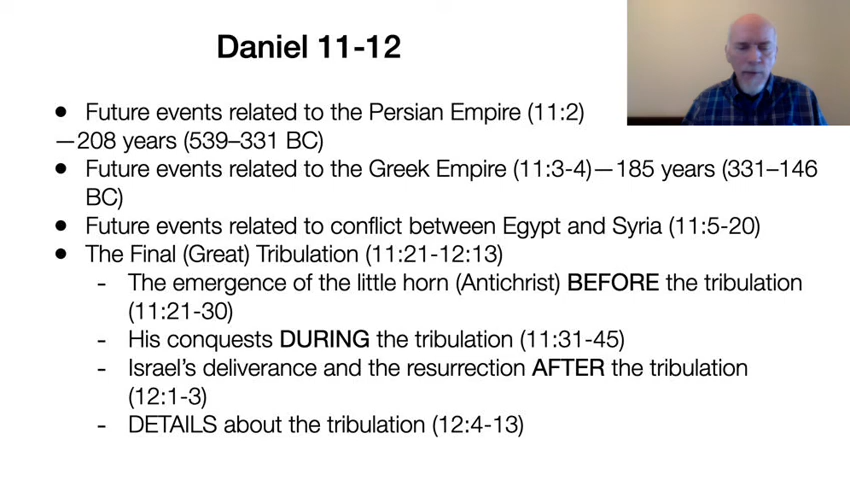 Daniel 11-12
● Future events related to the Persian Empire (11:2)
—208 years (539–331 BC)
● Future events related to the Greek Empire (11:3-4)—185 years (331–146
BC)
● Future events related to conflict between Egypt and Syria (11:5-20)
● The Final (Great) Tribulation (11:21-12:13)
- The emergence of the little horn (Antichrist) BEFORE the tribulation
(11:21-30)
- His conquests DURING the tribulation (11:31-45)
- Israel’s deliverance and the resurrection AFTER the tribulation
(12:1-3)
- DETAILS about the tribulation (12:4-13)